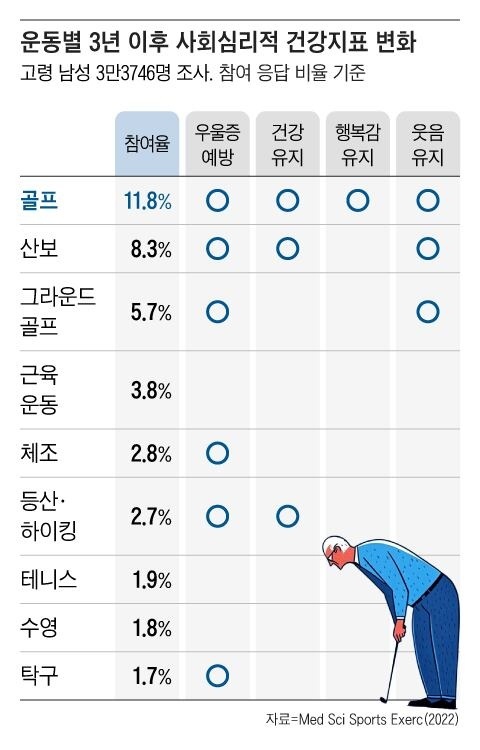 운동별 3년 이후 사회심리적 건강지표 변화
고령 남성 3만3746명 조사. 참여 응답 비율 기준
참여율 우울증 예방 건강 유지 행복감 유지 웃음 유지
골프 11.8% ○ ○ ○ ○
산보 8.3% ○ ○ ○
그라운드 골프 5.7% ○ ○
근육 운동 3.8%
체조 2.8% ○
등산· 하이킹 2.7% ○ ○
테니스 1.9%
수영 1.8%
탁구 1.7% ○
자료=Med Sci Sports Exerc(2022)